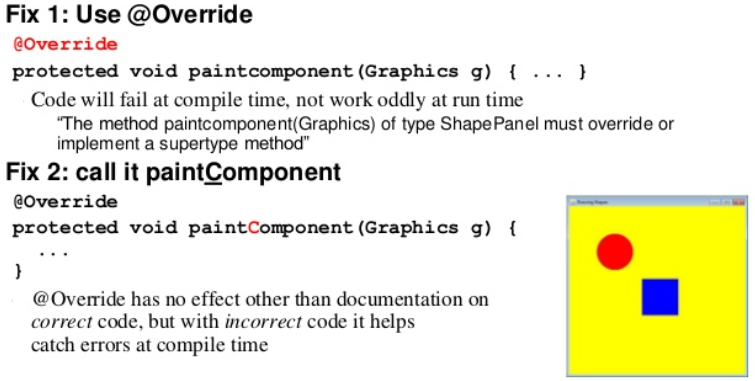 Fix 1: Use @Override
@Override
protected void paintcomponent(Graphics g) { ... }
Code will fail at compile time, not work oddly at run time
“The method paintcomponent(Graphics) of type ShapePanel must override or
implement a supertype method”
Fix 2: call it paintComponent
@Override
protected void paintComponent(Graphics g) {
...
}
@Override has no effect other than documentation on
correct code, but with incorrect code it helps
catch errors at compile time